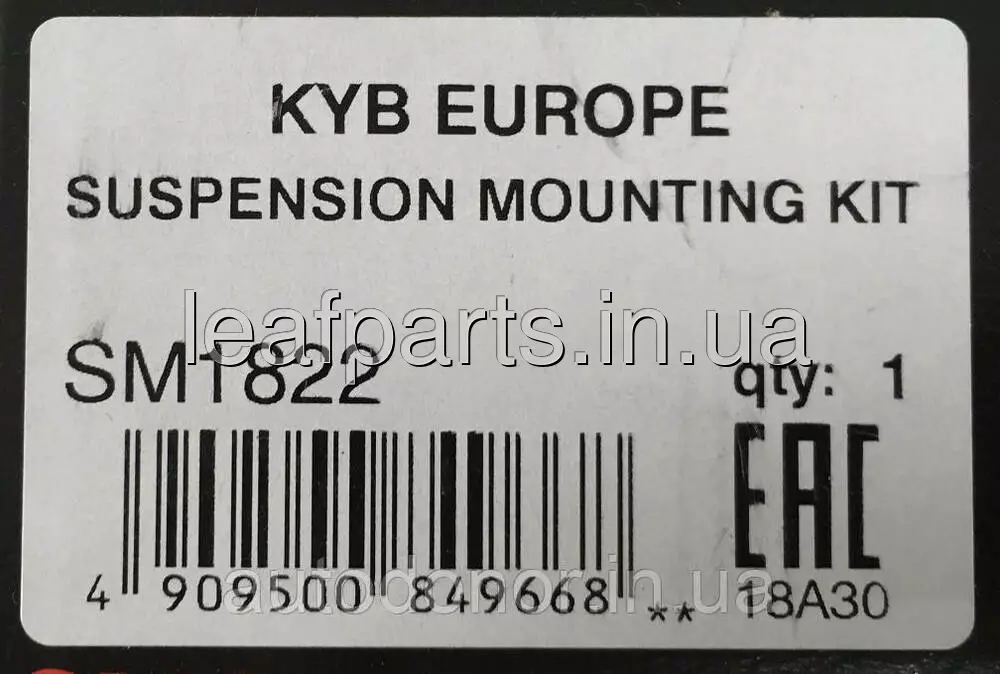 KYB EUROPE
SUSPENSION MOUNTING KIT
leafparts.in.ua
SM1822 qty: 1
EAC
autodonor.in.ua
4 909500 849668 ** 18A30